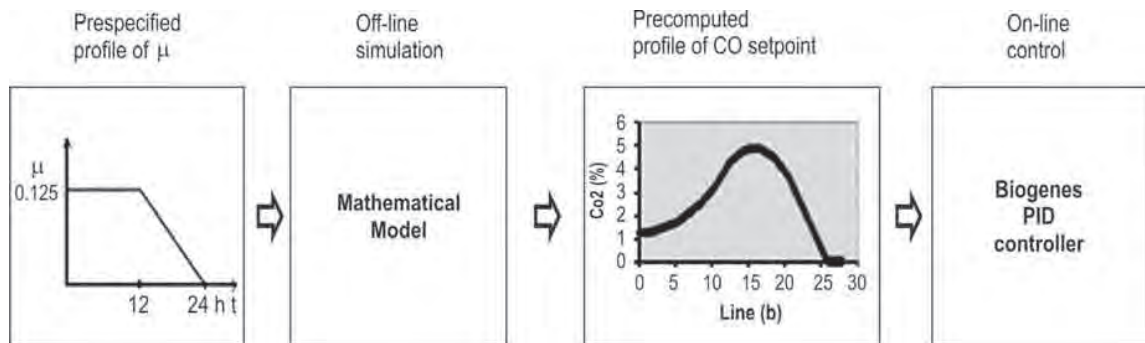 Prespecified
profile of μ
Off-line
simulation
Precomputed
profile of CO setpoint
On-line
control
μ
0.125
12
24 h t
Mathematical
Model
Co2 (%)
6
5
4
3
2
1
0
0 5 10 15 20 25 30
Line (b)
Biogenes
PID
controller